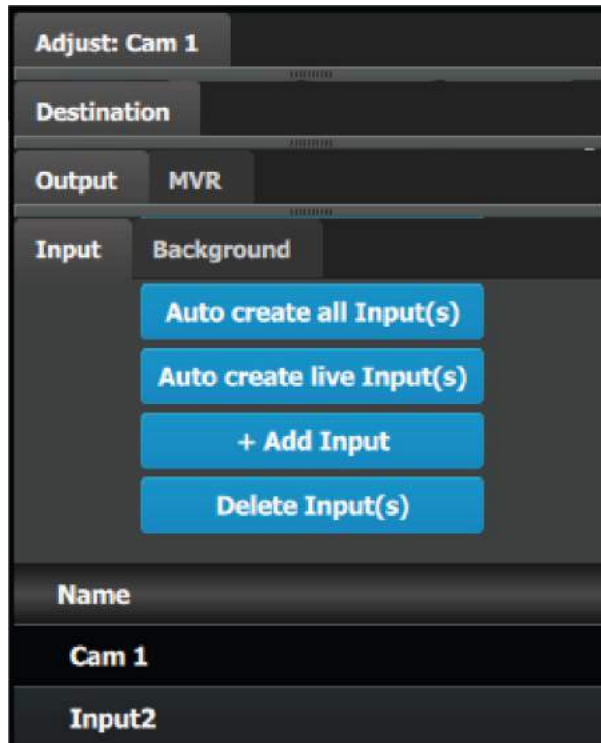 Adjust: Cam 1
Destination
Output MVR
Input Background
Auto create all Input(s)
Auto create live Input(s)
+ Add Input
Delete Input(s)
Name
Cam 1
Input2